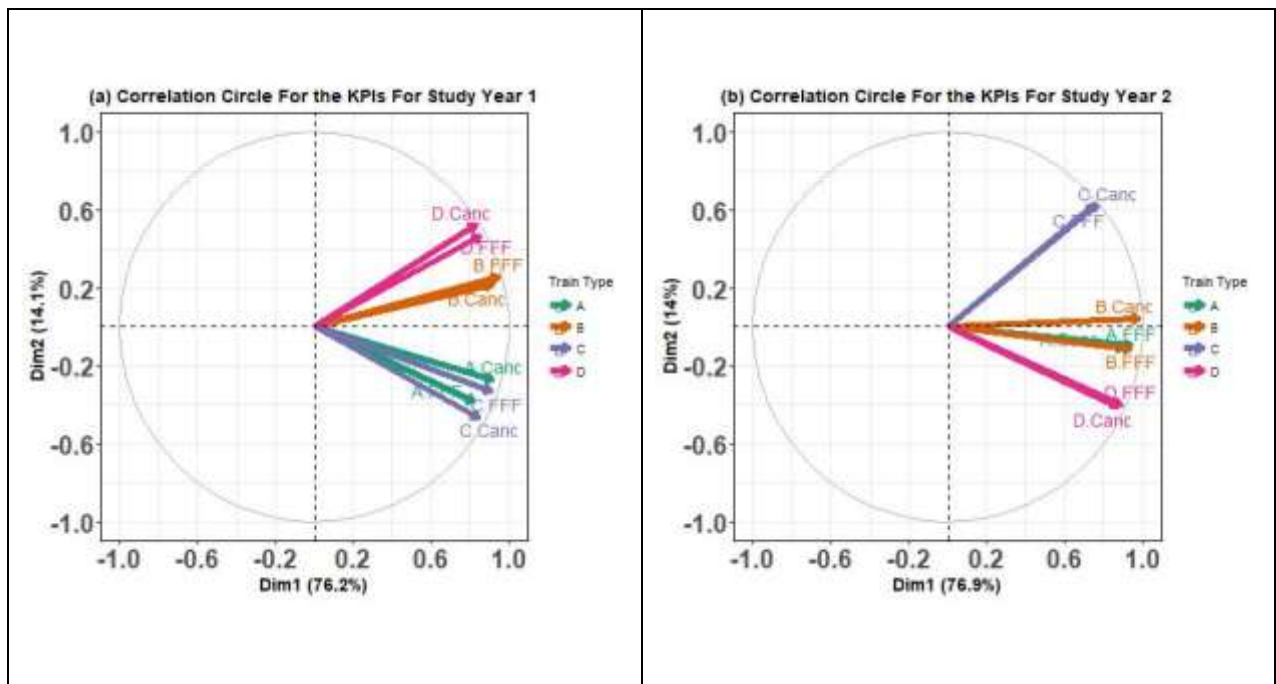 (a) Correlation Circle For the KPIs For Study Year 1
1.0
0.6
0.2
-0.2
-0.6
-1.0
Dim2 (14.1%)
D.Canc
D.FFF
B.FFF
B.Canc
A.Canc
C.FFF
C.Canc
-1.0 -0.6 -0.2 0.2 0.6 1.0
Dim1 (76.2%)
Train Type
A
B
C
D
(b) Correlation Circle For the KPIs For Study Year 2
1.0
0.6
0.2
-0.2
-0.6
-1.0
Dim2 (14%)
C.Canc
C.FFF
B.Canc
A.FFF
B.FFF
D.FFF
D.Canc
-1.0 -0.6 -0.2 0.2 0.6 1.0
Dim1 (76.9%)
Train Type
A
B
C
D